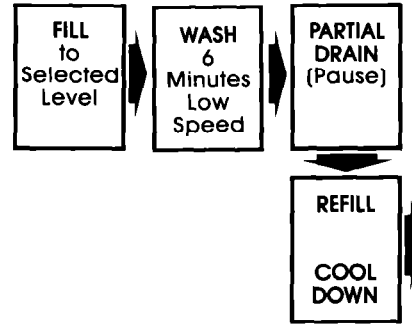 FILL
to
Selected
Level
WASH
6
Minutes
Low
Speed
PARTIAL
DRAIN
(Pause)
REFILL
COOL
DOWN